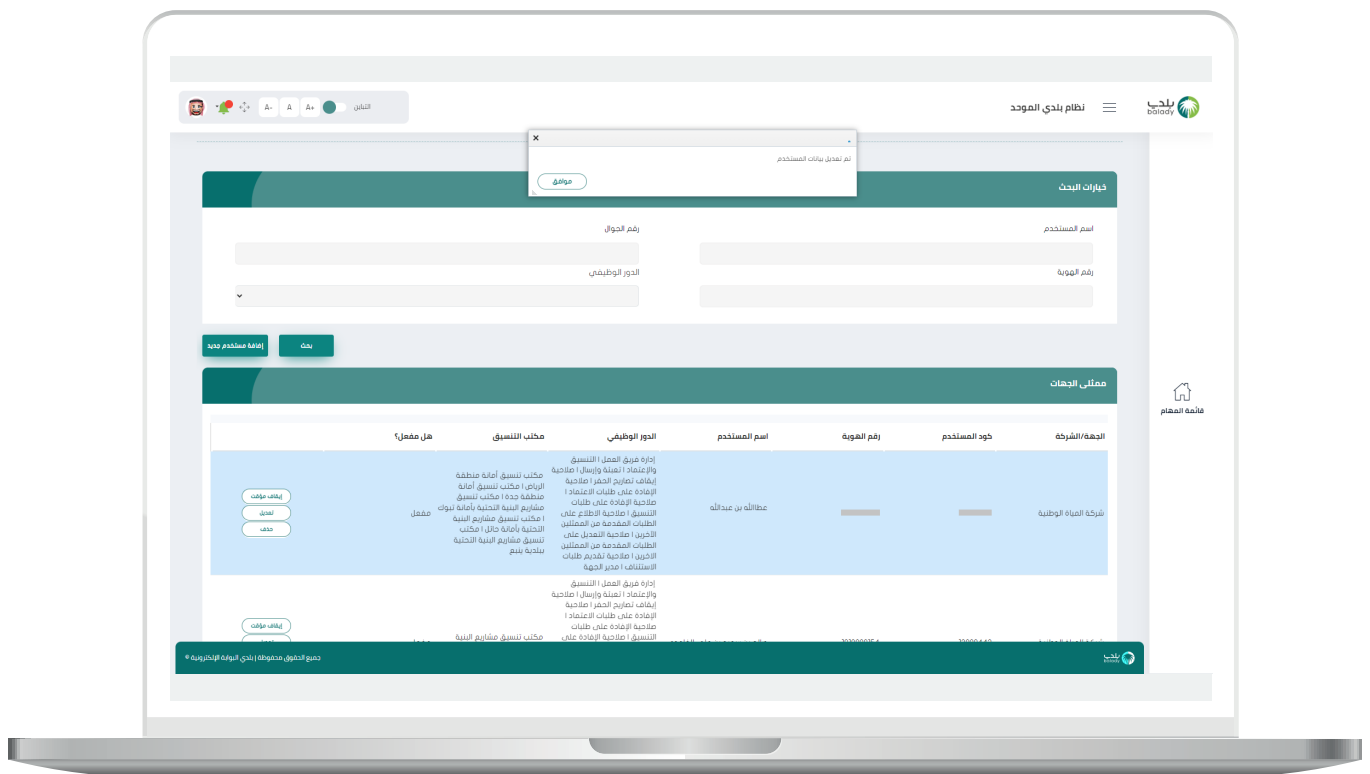 بلدي
balady
نظام بلدي الموحد
التباين
A+
A
A-
تم تعديل بيانات المستخدم
موافق
خيارات البحث
اسم المستخدم
رقم الجوال
رقم الهوية
الدور الوظيفي
بحث
إضافة مستخدم جديد
قائمة المهام
ممثلي الجهات
الجهة/الشركة
كود المستخدم
رقم الهوية
اسم المستخدم
الدور الوظيفي
مكتب التنسيق
هل مفعل؟
شركة المياة الوطنية
عطاالله بن عبدالله
إدارة فريق العمل | التنسيق
والإعتماد | تعبئة وإرسال | صلاحية
إيقاف تصاريح الحفر | صلاحية
الإفادة على طلبات الاعتماد |
صلاحية الإفادة على طلبات
التنسيق | صلاحية الاطلاع على
الطلبات المقدمة من الممثلين
الآخرين | صلاحية التعديل على
الطلبات المقدمة من الممثلين
الاخرين | صلاحية تقديم طلبات
الاستئناف | مدير الجهة
مكتب تنسيق أمانة منطقة
الرياض | مكتب تنسيق أمانة
منطقة جدة | مكتب تنسيق
مشاريع البنية التحتية بأمانة تبوك
| مكتب تنسيق مشاريع البنية
التحتية بأمانة حائل | مكتب
تنسيق مشاريع البنية التحتية
ببلدية ينبع
مفعل
إيقاف مؤقت
تعديل
حذف
إدارة فريق العمل | التنسيق
والإعتماد | تعبئة وإرسال | صلاحية
إيقاف تصاريح الحفر | صلاحية
الإفادة على طلبات الاعتماد |
صلاحية الإفادة على طلبات
التنسيق | صلاحية الإفادة على
مكتب تنسيق مشاريع البنية
إيقاف مؤقت
بلدي
balady
جميع الحقوق محفوظة | بلدي البوابة الإلكترونية ©